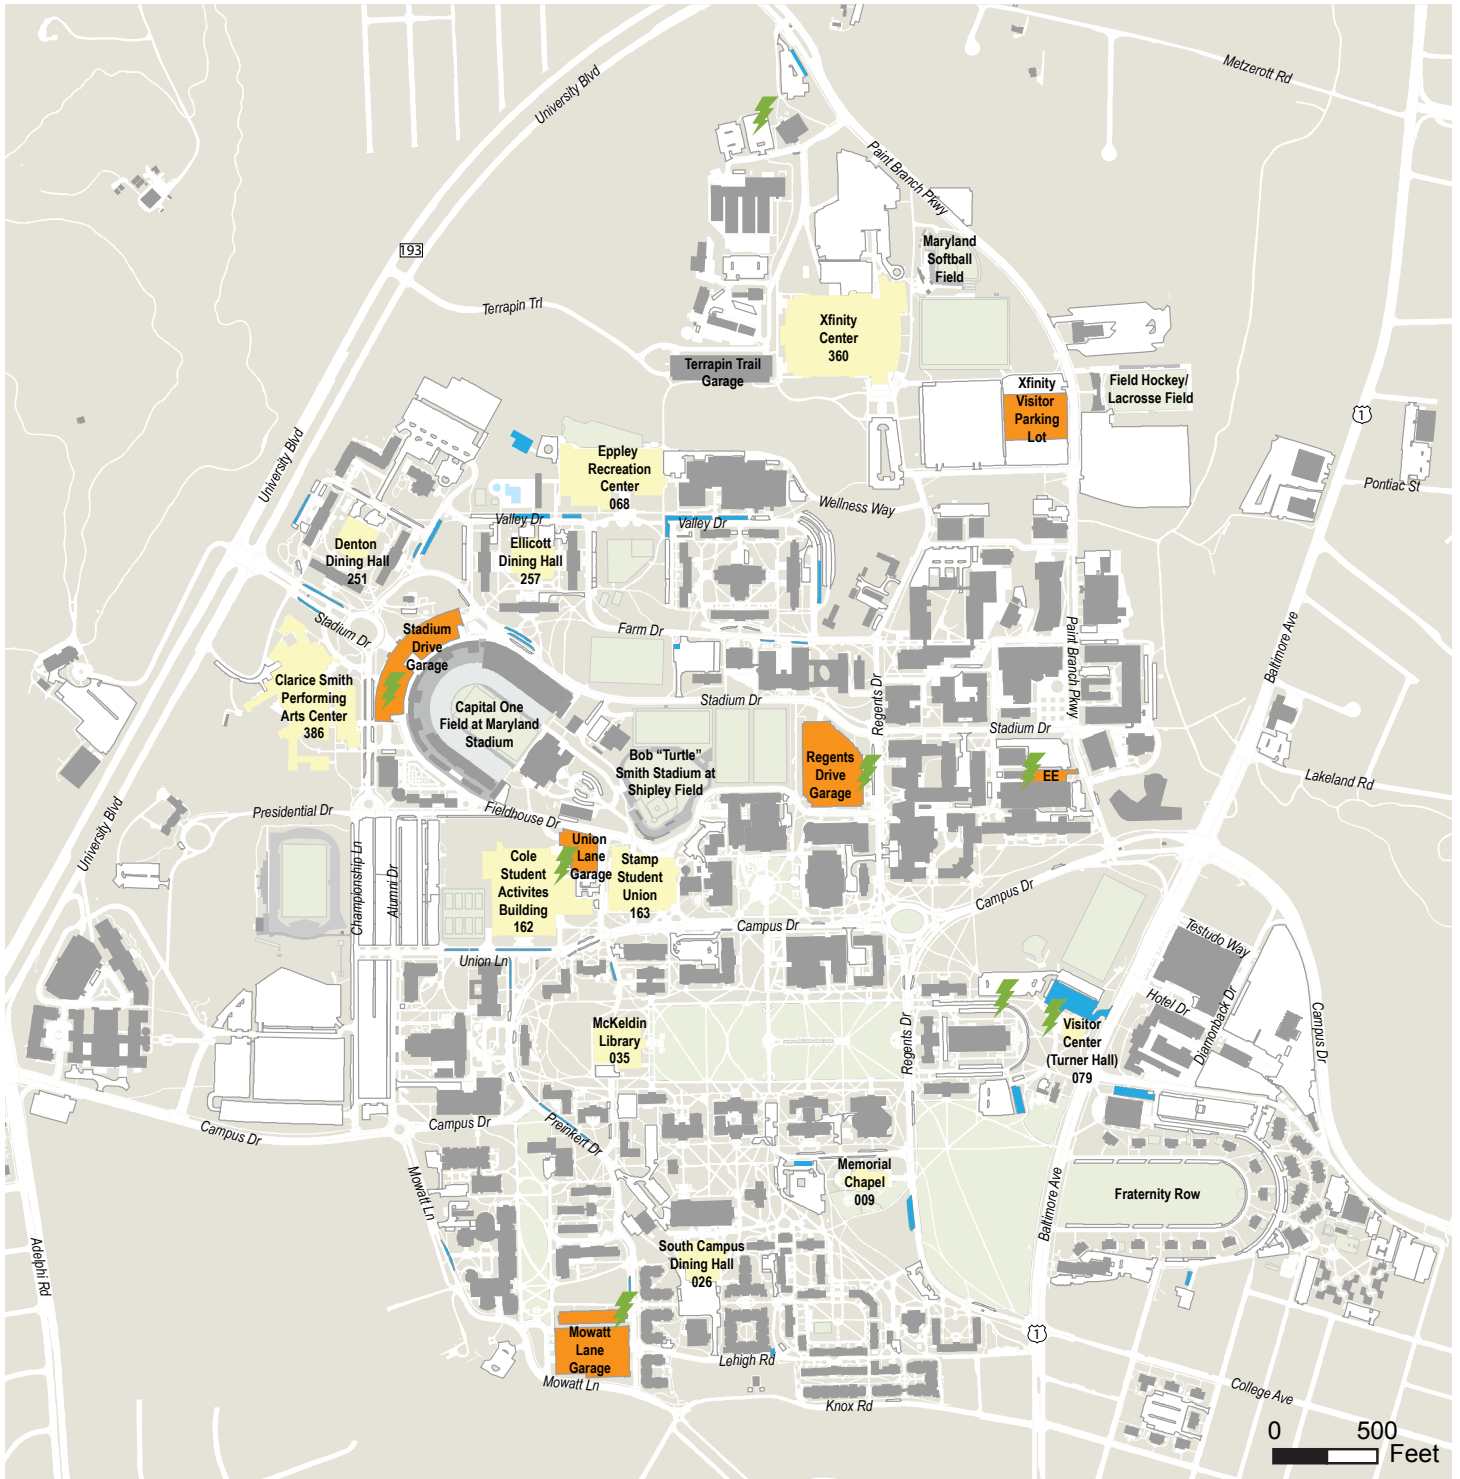 Metzerott Rd
University Blvd
Paint Branch Pkwy
193
Maryland
Softball
Field
Terrapin Trl
Xfinity
Center
360
Terrapin Trail
Garage
Xfinity
Visitor
Parking
Lot
Field Hockey/
Lacrosse Field
1
University Blvd
Eppley
Recreation
Center
068
Pontiac St
Wellness Way
Valley Dr
Valley Dr
Denton
Dining Hall
251
Ellicott
Dining Hall
257
Stadium Dr
Stadium
Drive
Garage
Farm Dr
Paint Branch Pkwy
Baltimore Ave
Clarice Smith
Performing
Arts Center
386
Capital One
Field at Maryland
Stadium
Stadium Dr
Regents Dr
Stadium Dr
Bob “Turtle”
Smith Stadium at
Shipley Field
Regents
Drive
Garage
EE
Lakeland Rd
University Blvd
Presidential Dr
Fieldhouse Dr
Championship Ln
Alumni Dr
Union
Lane
Garage
Cole
Student
Activites
Building
162
Stamp
Student
Union
163
Campus Dr
Campus Dr
Union Ln
Testudo Way
Hotel Dr
Diamondback Dr
Campus Dr
McKeldin
Library
035
Regents Dr
Visitor
Center
(Turner Hall)
079
Campus Dr
Campus Dr
Preinkert Dr
Mowatt Ln
Memorial
Chapel
009
Baltimore Ave
Fraternity Row
Adelphi Rd
South Campus
Dining Hall
026
Mowatt
Lane
Garage
1
Lehigh Rd
Mowatt Ln
Knox Rd
College Ave
0 500
Feet